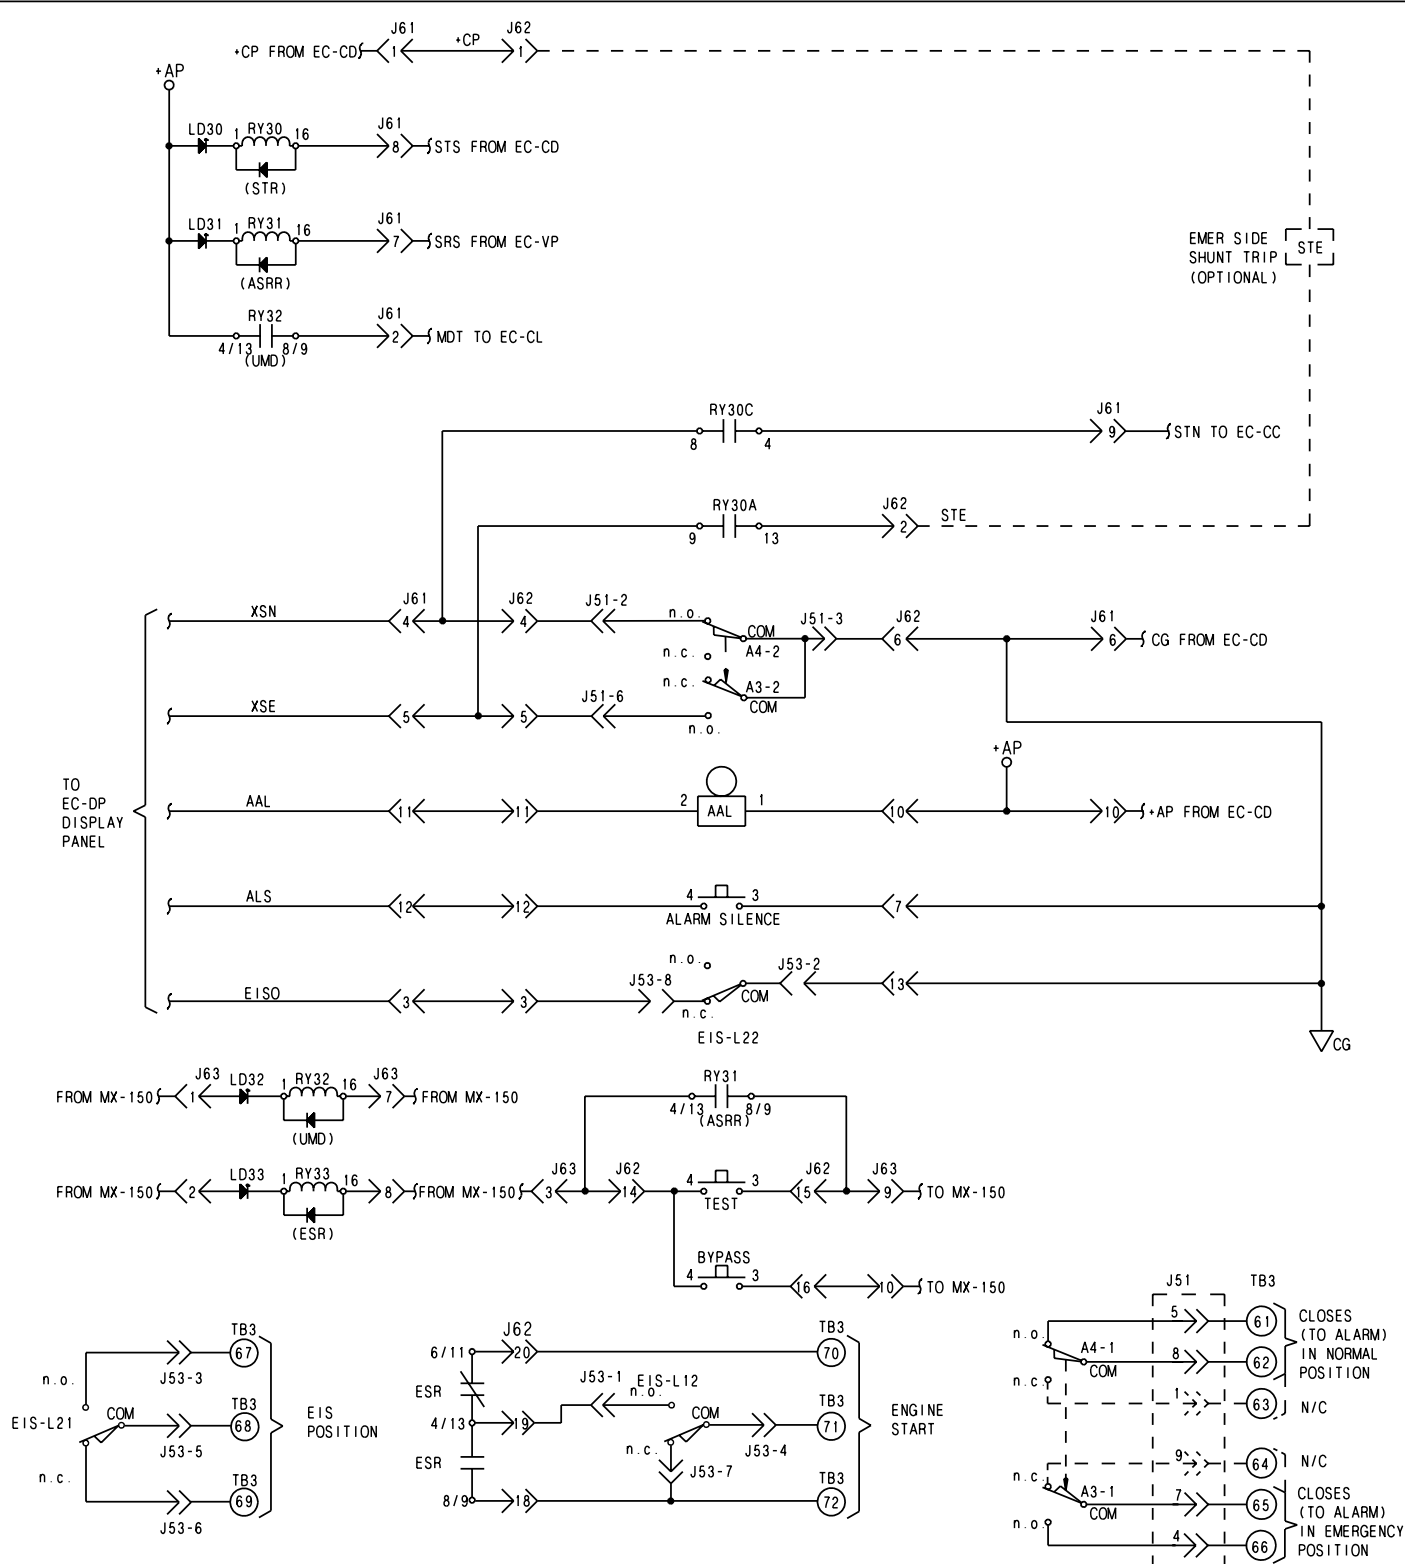 J61
J62
+CP FROM EC-CD
1
+CP
1
+AP
LD30
1
RY30
16
J61
8
STS FROM EC-CD
(STR)
LD31
1
RY31
16
J61
7
SRS FROM EC-VP
(ASRR)
EMER SIDE
SHUNT TRIP
(OPTIONAL)
STE
RY32
4/13
8/9
(UMD)
J61
2
MDT TO EC-CL
RY30C
8
4
J61
9
STN TO EC-CC
RY30A
9
13
J62
2
STE
XSN
J61
4
J62
4
J51-2
n.o.
COM
A4-2
n.c.
J51-3
J62
6
J61
6
CG FROM EC-CD
n.c.
A3-2
COM
XSE
5
5
J51-6
n.o.
+AP
TO
EC-DP
DISPLAY
PANEL
AAL
11
11
2
AAL
1
10
10
+AP FROM EC-CD
ALS
12
12
4
3
ALARM SILENCE
7
n.o.
EISO
3
3
J53-8
COM
J53-2
13
n.c.
EIS-L22
CG
FROM MX-150
J63
1
LD32
1
RY32
16
J63
7
FROM MX-150
(UMD)
RY31
4/13
8/9
(ASRR)
FROM MX-150
2
LD33
1
RY33
16
8
FROM MX-150
(ESR)
J63
3
J62
14
4
3
TEST
J62
15
J63
9
TO MX-150
BYPASS
4
3
16
10
TO MX-150
TB3
67
J53-3
n.o.
EIS-L21
COM
TB3
68
J53-5
n.c.
TB3
69
J53-6
EIS
POSITION
J62
6/11
20
TB3
70
ESR
J53-1
EIS-L12
n.o.
4/13
19
COM
TB3
71
J53-4
n.c.
ESR
J53-7
8/9
18
TB3
72
ENGINE
START
J51
TB3
5
61
n.o.
A4-1
COM
8
62
n.c.
1
63
N/C
CLOSES
(TO ALARM)
IN NORMAL
POSITION
9
64
N/C
n.c.
A3-1
COM
7
65
n.o.
4
66
CLOSES
(TO ALARM)
IN EMERGENCY
POSITION